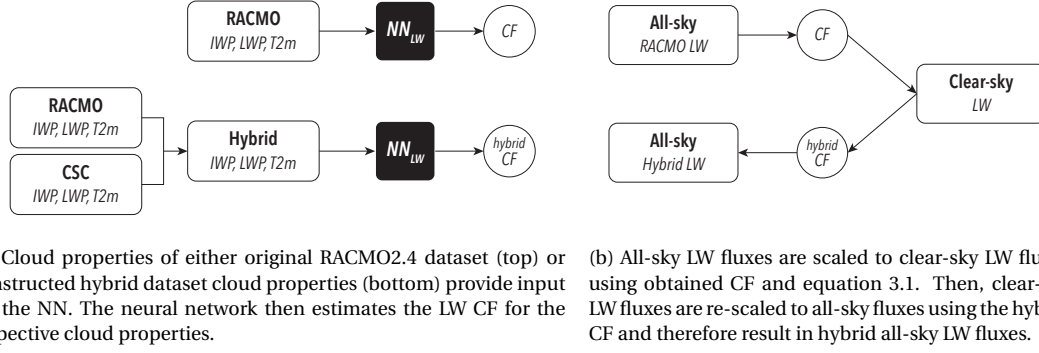 RACMO
IWP, LWP, T2m
NN LW
CF
RACMO
IWP, LWP, T2m
CSC
IWP, LWP, T2m
Hybrid
IWP, LWP, T2m
NN LW
hybrid
CF
All-sky
RACMO LW
CF
Clear-sky
LW
All-sky
Hybrid LW
hybrid
CF
Cloud properties of either original RACMO2.4 dataset (top) or
nstructed hybrid dataset cloud properties (bottom) provide input
the NN. The neural network then estimates the LW CF for the
pective cloud properties.
(b) All-sky LW fluxes are scaled to clear-sky LW flu
using obtained CF and equation 3.1. Then, clear-
LW fluxes are re-scaled to all-sky fluxes using the hyb
CF and therefore result in hybrid all-sky LW fluxes.